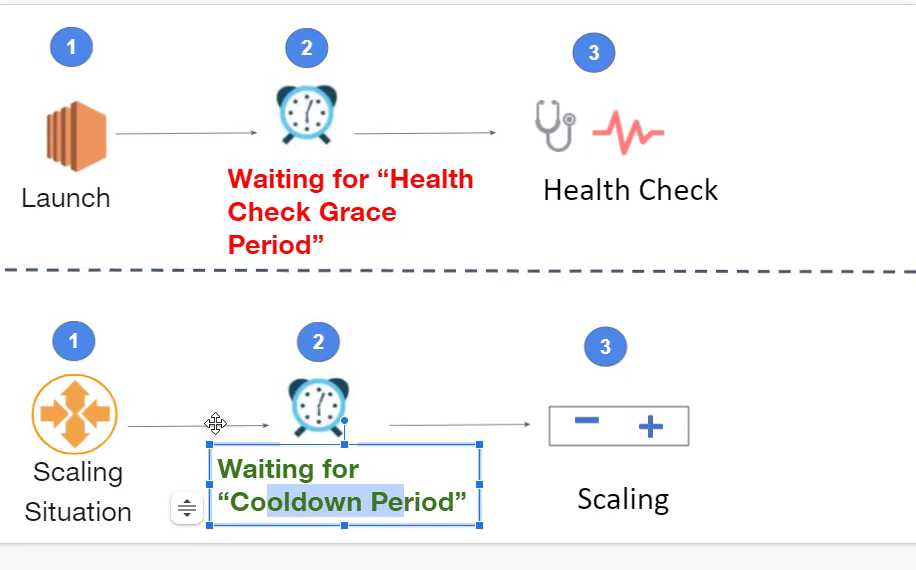 1
2
3
Launch
Waiting for “Health
Check Grace
Period”
Health Check
1
2
3
Scaling
Situation
Waiting for
“Cooldown Period”
Scaling